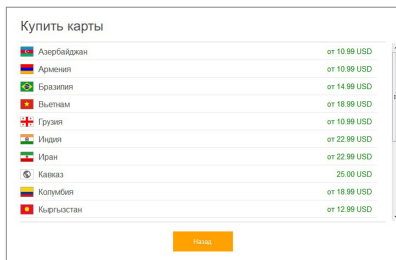 Купить карты
Азербайджан от 10.99 USD
Армения от 10.99 USD
Бразилия от 14.99 USD
Вьетнам от 18.99 USD
Грузия от 10.99 USD
Индия от 22.99 USD
Иран от 22.99 USD
Кавказ 25.00 USD
Колумбия от 18.99 USD
Кыргызстан от 12.99 USD
Назад